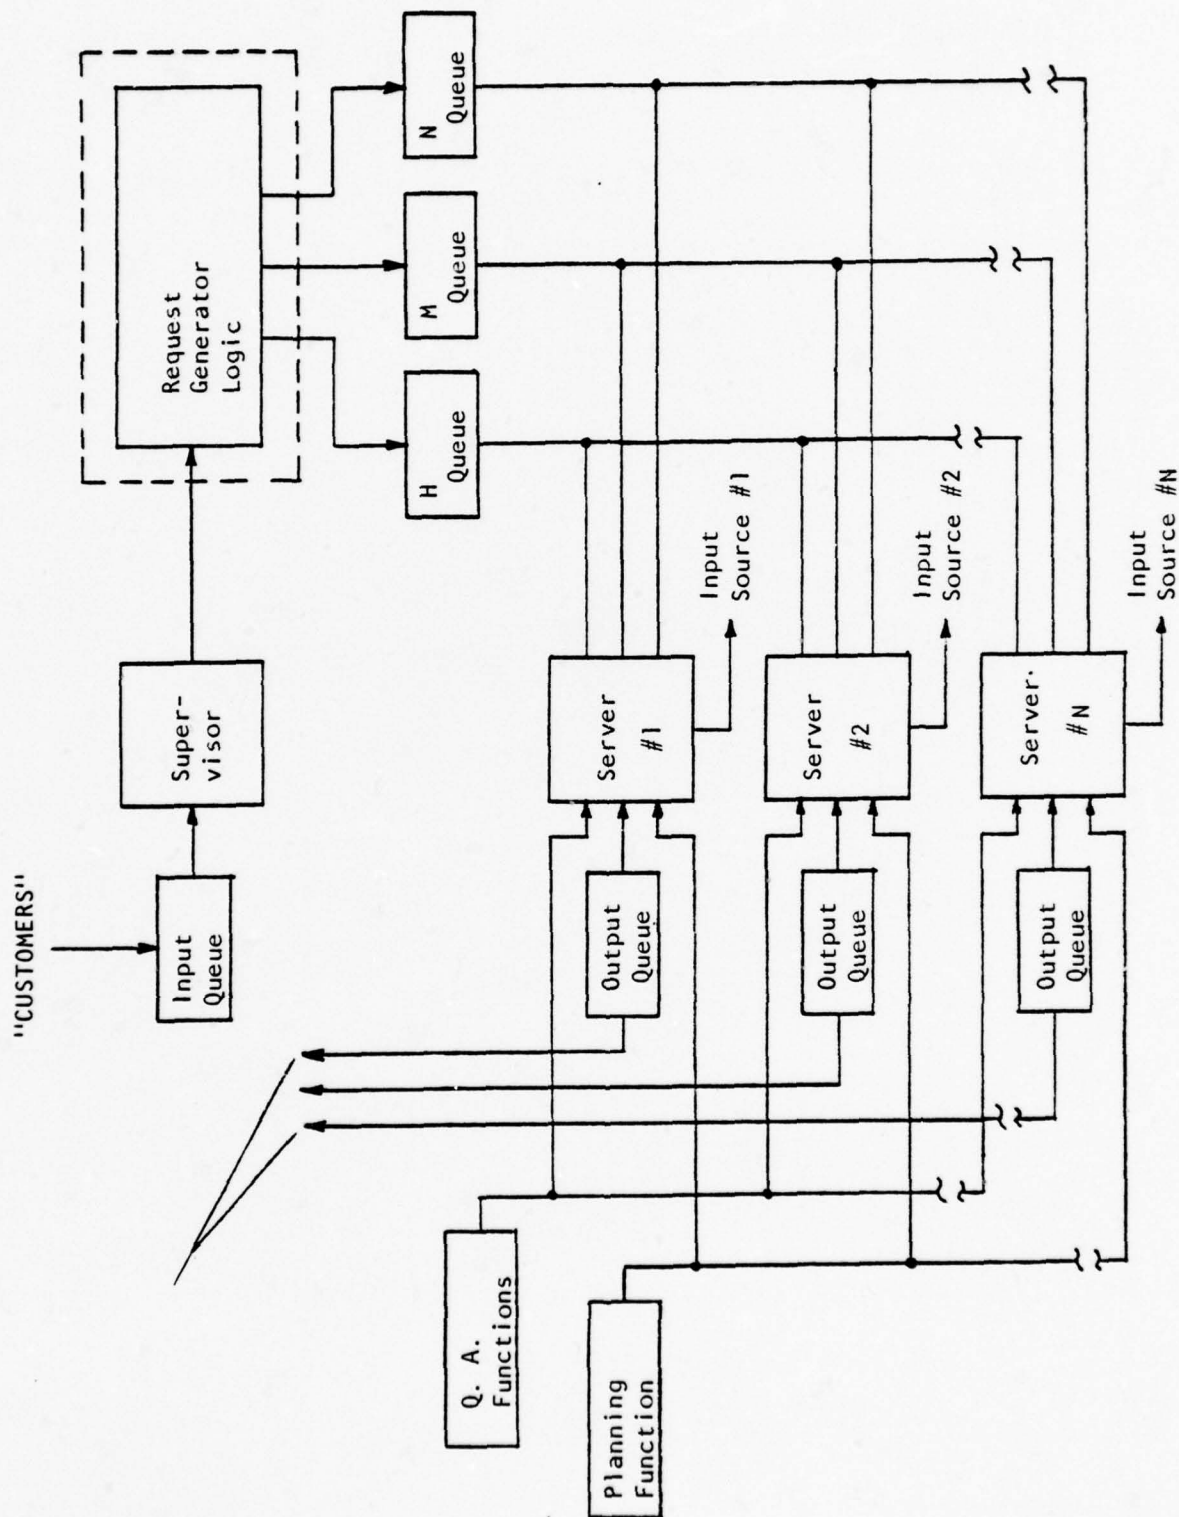 "CUSTOMERS"
Input
Queue
Super-
visor
Request
Generator
Logic
H
Queue
M
Queue
N
Queue
Q. A.
Functions
Planning
Function
Output
Queue
Server
#1
Input
Source #1
Output
Queue
Server
#2
Input
Source #2
Output
Queue
Server
#N
Input
Source #N